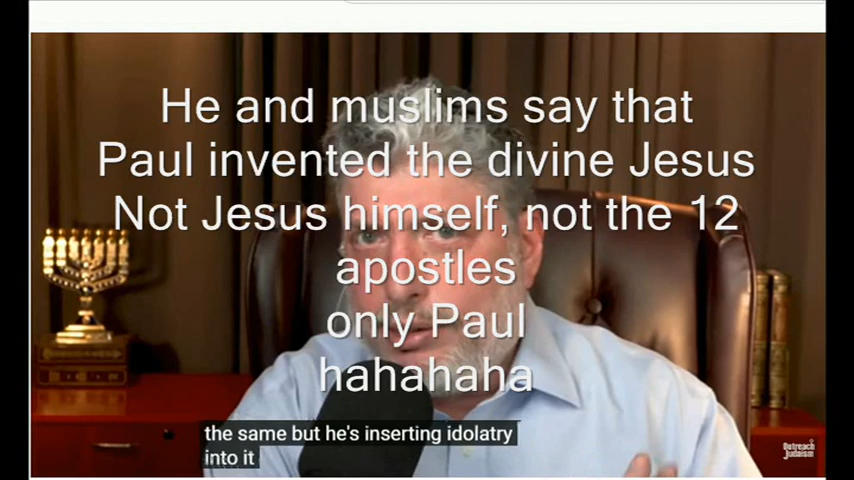 He and muslims say that
Paul invented the divine Jesus
Not Jesus himself, not the 12
apostles
only Paul
hahahaha
the same but he's inserting idolatry
into it
Outreach
Judaism